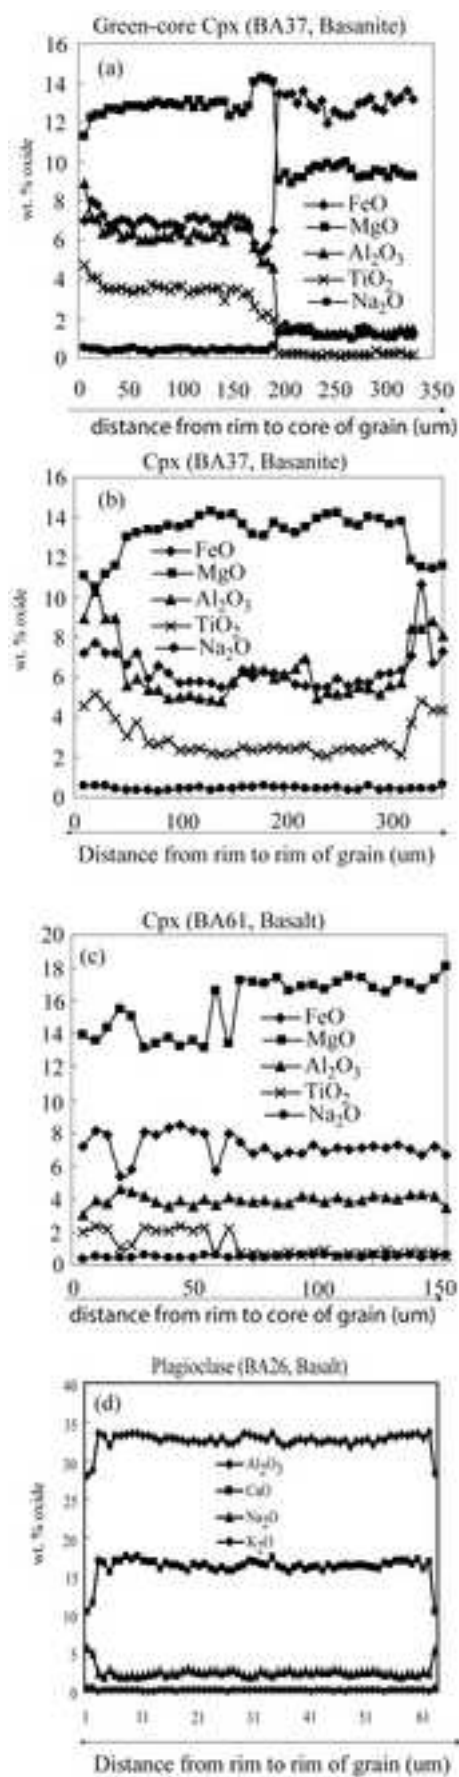 Green-core Cpx (BA37, Basanite)
(a)
wt. % oxide
16
14
12
10
8
6
4
2
0
FeO
MgO
Al₂O₃
TiO₂
Na₂O
0 50 100 150 200 250 300 350
distance from rim to core of grain (um)
Cpx (BA37, Basanite)
(b)
wt. % oxide
16
14
12
10
8
6
4
2
0
FeO
MgO
Al₂O₃
TiO₂
Na₂O
0 100 200 300
Distance from rim to rim of grain (um)
Cpx (BA61, Basalt)
(c)
20
18
16
14
12
10
8
6
4
2
0
FeO
MgO
Al₂O₃
TiO₂
Na₂O
0 50 100 150
distance from rim to core of grain (um)
Plagioclase (BA26, Basalt)
(d)
wt. % oxide
40
35
30
25
20
15
10
5
0
Al₂O₃
CaO
Na₂O
K₂O
1 11 21 31 41 51 61
Distance from rim to rim of grain (um)